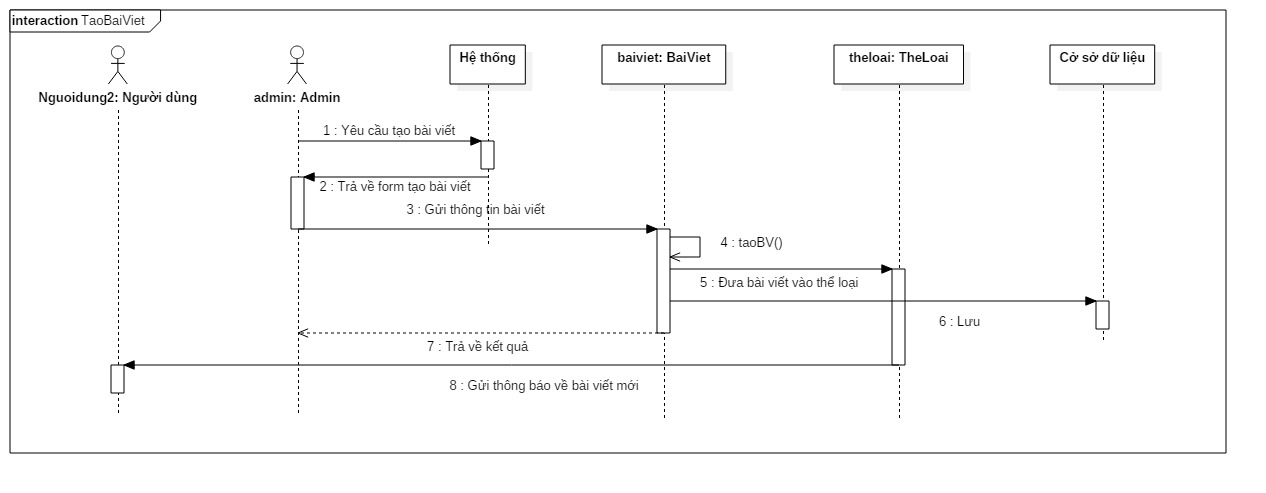 interaction TaoBaiViet
Hệ thống
baiviet: BaiViet
theloai: TheLoai
Cở sở dữ liệu
Nguoidung2: Người dùng
admin: Admin
1 : Yêu cầu tạo bài viết
2 : Trả về form tạo bài viết
3 : Gửi thông tin bài viết
4 : taoBV()
5 : Đưa bài viết vào thể loại
6 : Lưu
7 : Trả về kết quả
8 : Gửi thông báo về bài viết mới